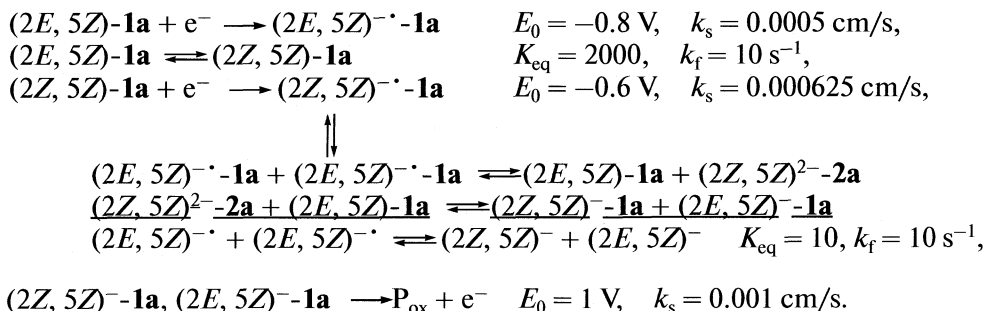 (2E, 5Z)-1a + e⁻ ⟶ (2E, 5Z)⁻•-1a E₀ = −0.8 V, kₛ = 0.0005 cm/s,
(2E, 5Z)-1a ⇌ (2Z, 5Z)-1a K_eq = 2000, k_f = 10 s⁻¹,
(2Z, 5Z)-1a + e⁻ ⟶ (2Z, 5Z)⁻•-1a E₀ = −0.6 V, kₛ = 0.000625 cm/s,
⇌
(2E, 5Z)⁻•-1a + (2E, 5Z)⁻•-1a ⇌ (2E, 5Z)-1a + (2Z, 5Z)²⁻-2a
(2Z, 5Z)²⁻-2a + (2E, 5Z)-1a ⇌ (2Z, 5Z)⁻-1a + (2E, 5Z)⁻-1a
(2E, 5Z)⁻• + (2E, 5Z)⁻• ⇌ (2Z, 5Z)⁻ + (2E, 5Z)⁻ K_eq = 10, k_f = 10 s⁻¹,
(2Z, 5Z)⁻-1a, (2E, 5Z)⁻-1a ⟶ P_ox + e⁻ E₀ = 1 V, kₛ = 0.001 cm/s.